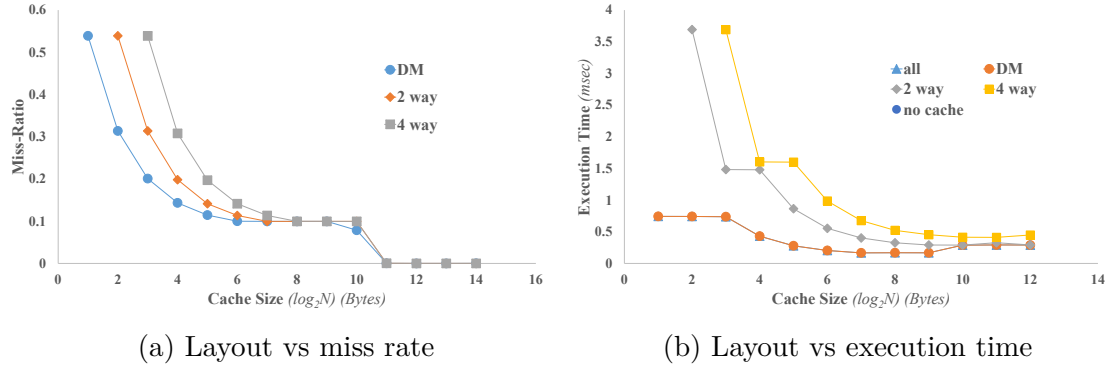 0.6
0.5
0.4
0.3
0.2
0.1
0
Miss-Ratio
DM
2 way
4 way
0 2 4 6 8 10 12 14 16
Cache Size (log₂N) (Bytes)
(a) Layout vs miss rate
4
3.5
3
2.5
2
1.5
1
0.5
0
Execution Time (msec)
all DM
2 way 4 way
no cache
0 2 4 6 8 10 12 14
Cache Size (log₂N) (Bytes)
(b) Layout vs execution time